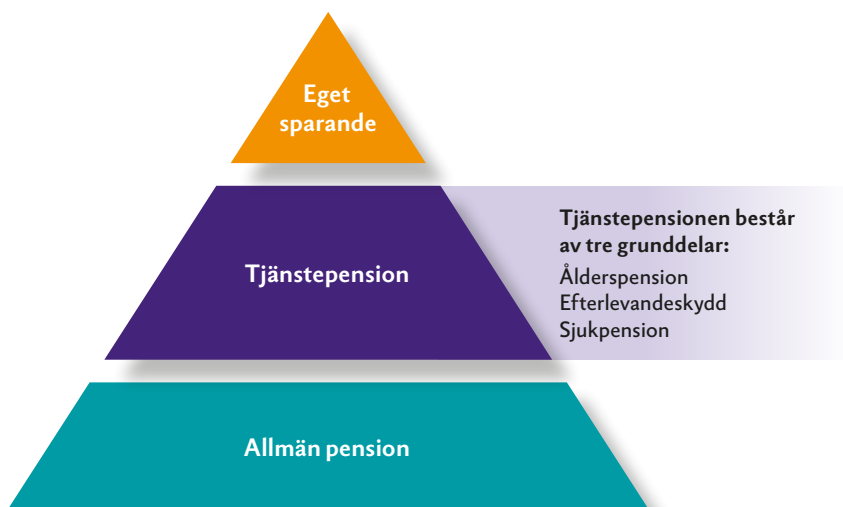 Eget
sparande
Tjänstepension
Tjänstepensionen består
av tre grunddelar:
Ålderspension
Efterlevandeskydd
Sjukpension
Allmän pension